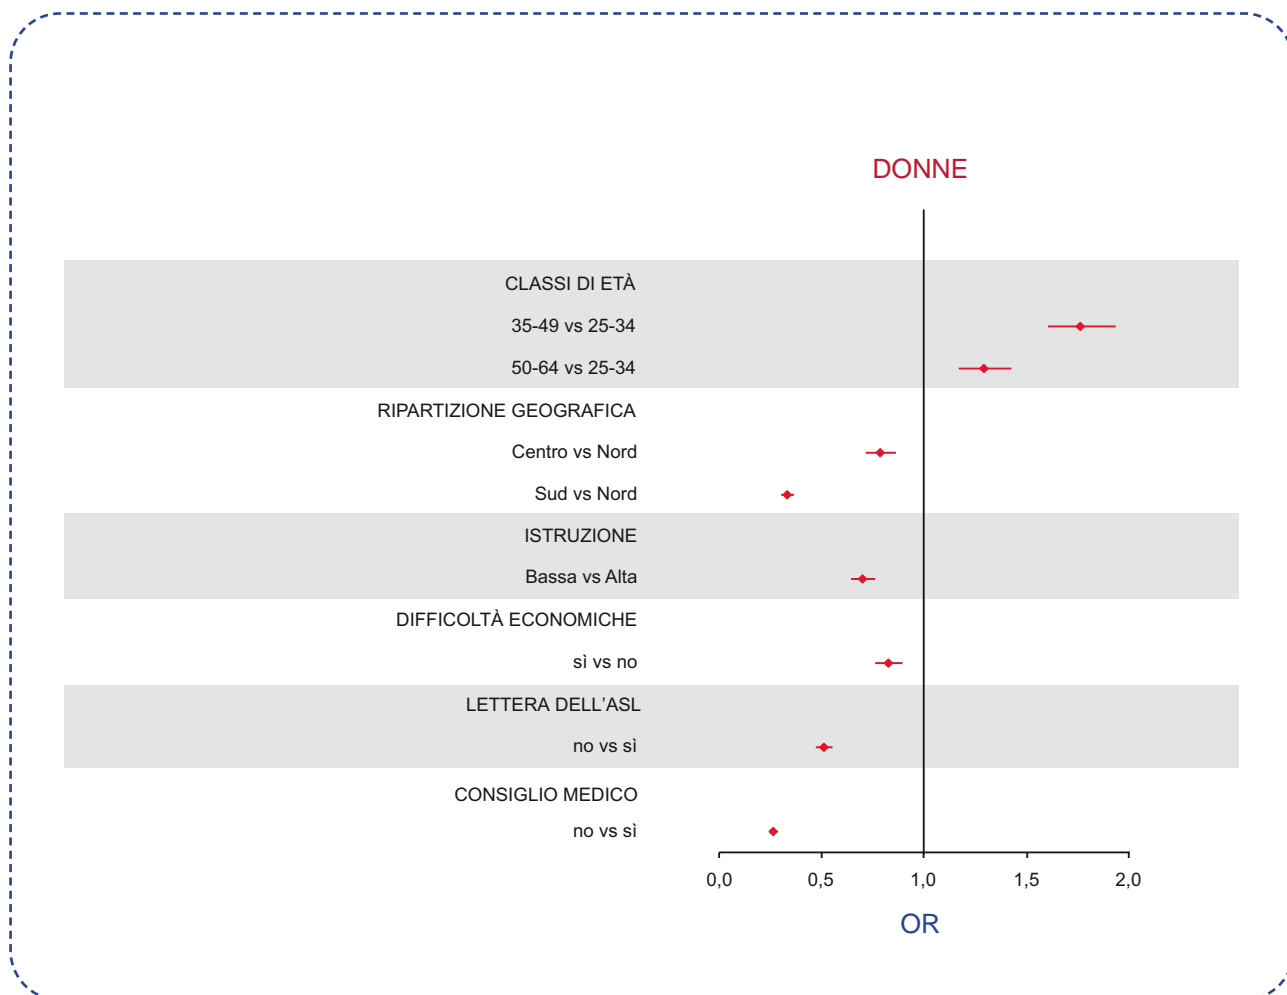 DONNE
CLASSI DI ETÀ
35-49 vs 25-34
50-64 vs 25-34
RIPARTIZIONE GEOGRAFICA
Centro vs Nord
Sud vs Nord
ISTRUZIONE
Bassa vs Alta
DIFFICOLTÀ ECONOMICHE
sì vs no
LETTERA DELL’ASL
no vs sì
CONSIGLIO MEDICO
no vs sì
0,0 0,5 1,0 1,5 2,0
OR